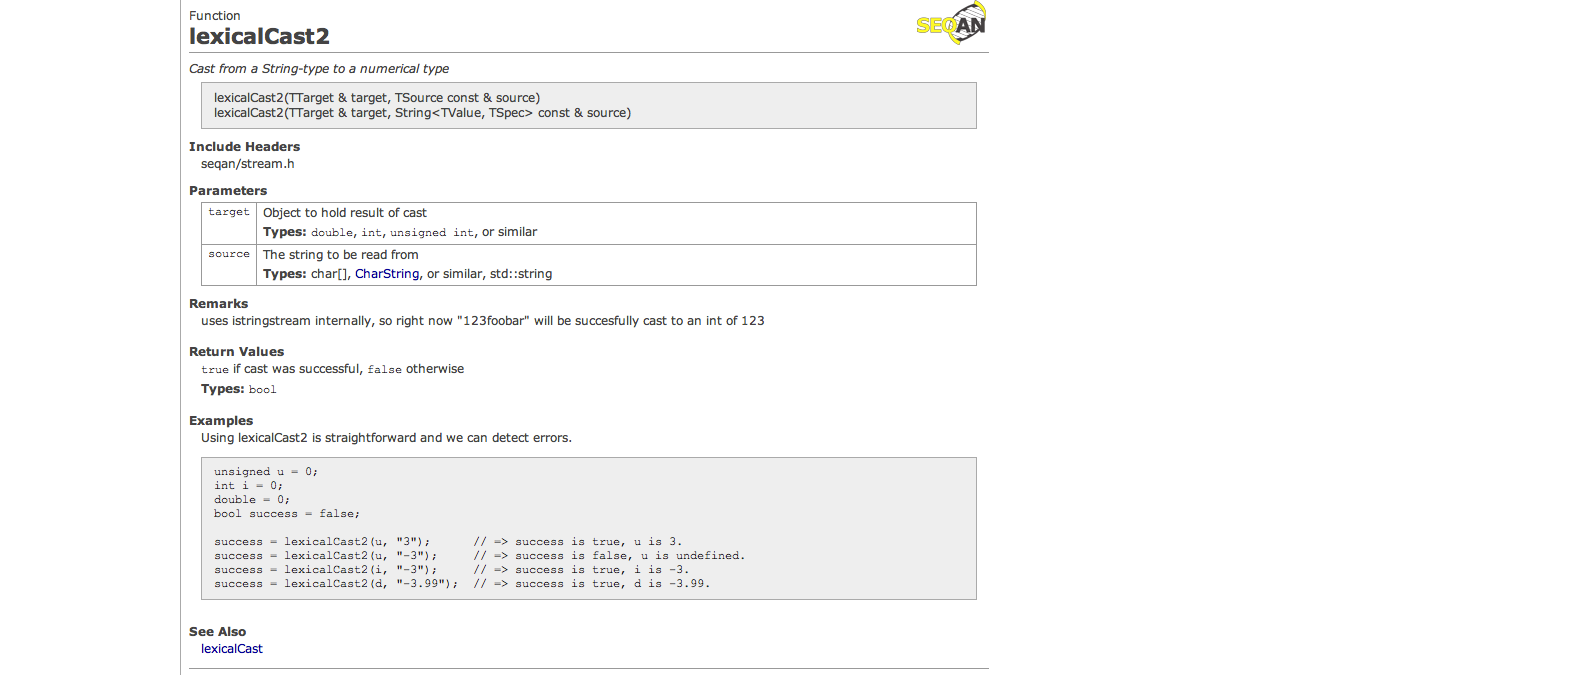 Function
SEQAN
lexicalCast2
Cast from a String-type to a numerical type
lexicalCast2(TTarget & target, TSource const & source)
lexicalCast2(TTarget & target, String<TValue, TSpec> const & source)
Include Headers
seqan/stream.h
Parameters
target Object to hold result of cast
Types: double, int, unsigned int, or similar
source The string to be read from
Types: char[], CharString, or similar, std::string
Remarks
uses istringstream internally, so right now "123foobar" will be succesfully cast to an int of 123
Return Values
true if cast was successful, false otherwise
Types: bool
Examples
Using lexicalCast2 is straightforward and we can detect errors.
unsigned u = 0;
int i = 0;
double = 0;
bool success = false;
success = lexicalCast2(u, "3");      // => success is true, u is 3.
success = lexicalCast2(u, "-3");     // => success is false, u is undefined.
success = lexicalCast2(i, "-3");     // => success is true, i is -3.
success = lexicalCast2(d, "-3.99");  // => success is true, d is -3.99.
See Also
lexicalCast